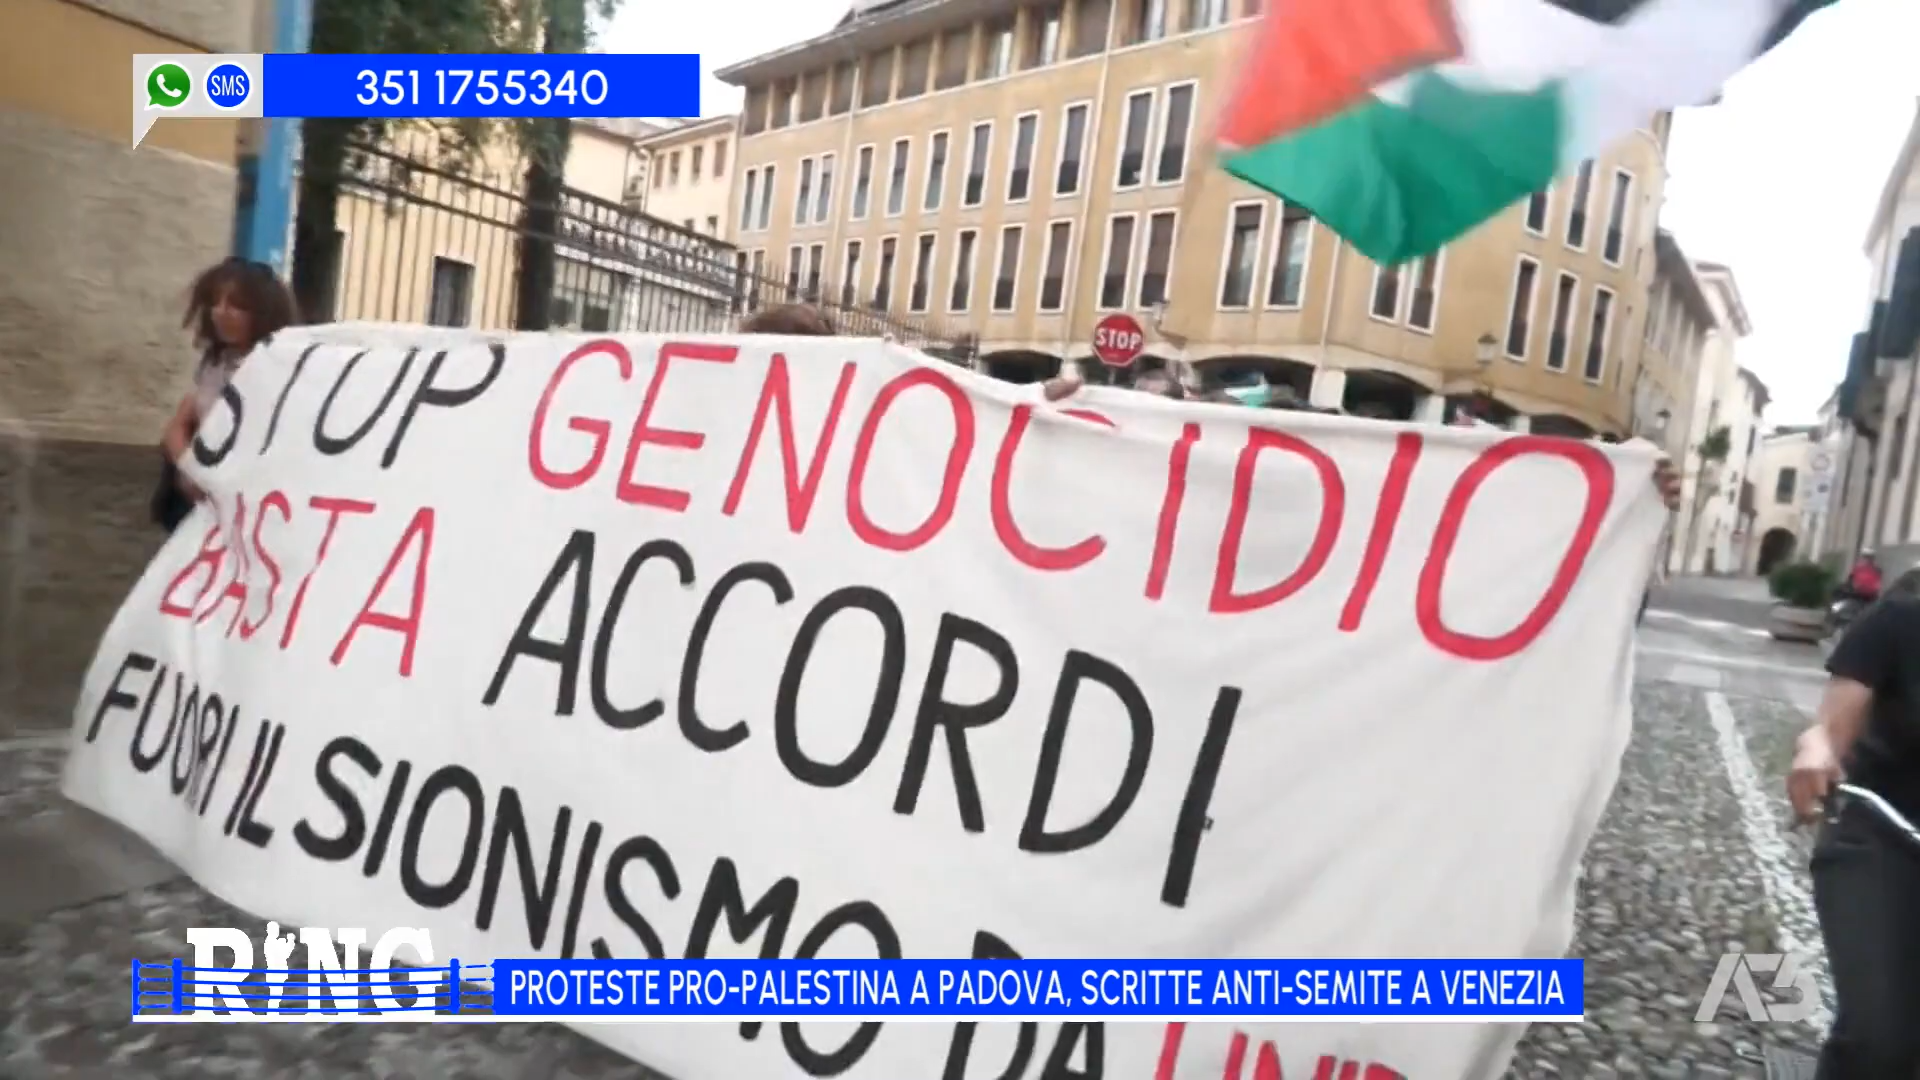 SMS
351 1755340
STOP
STOP GENOCIDIO
BASTA ACCORDI
FUORI IL SIONISMO DA
RING
PROTESTE PRO-PALESTINA A PADOVA, SCRITTE ANTI-SEMITE A VENEZIA
A3